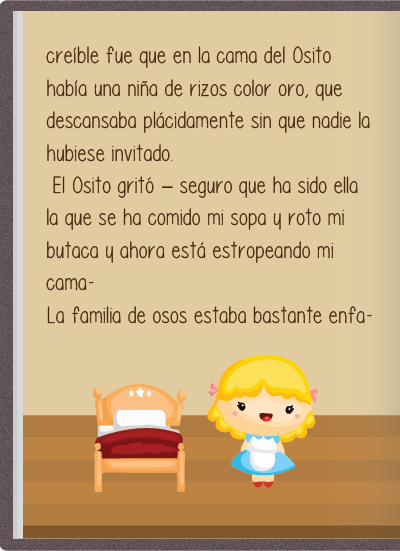 creíble fue que en la cama del Osito
había una niña de rizos color oro, que
descansaba plácidamente sin que nadie la
hubiese invitado.
El Osito gritó – seguro que ha sido ella
la que se ha comido mi sopa y roto mi
butaca y ahora está estropeando mi
cama-
La familia de osos estaba bastante enfa-